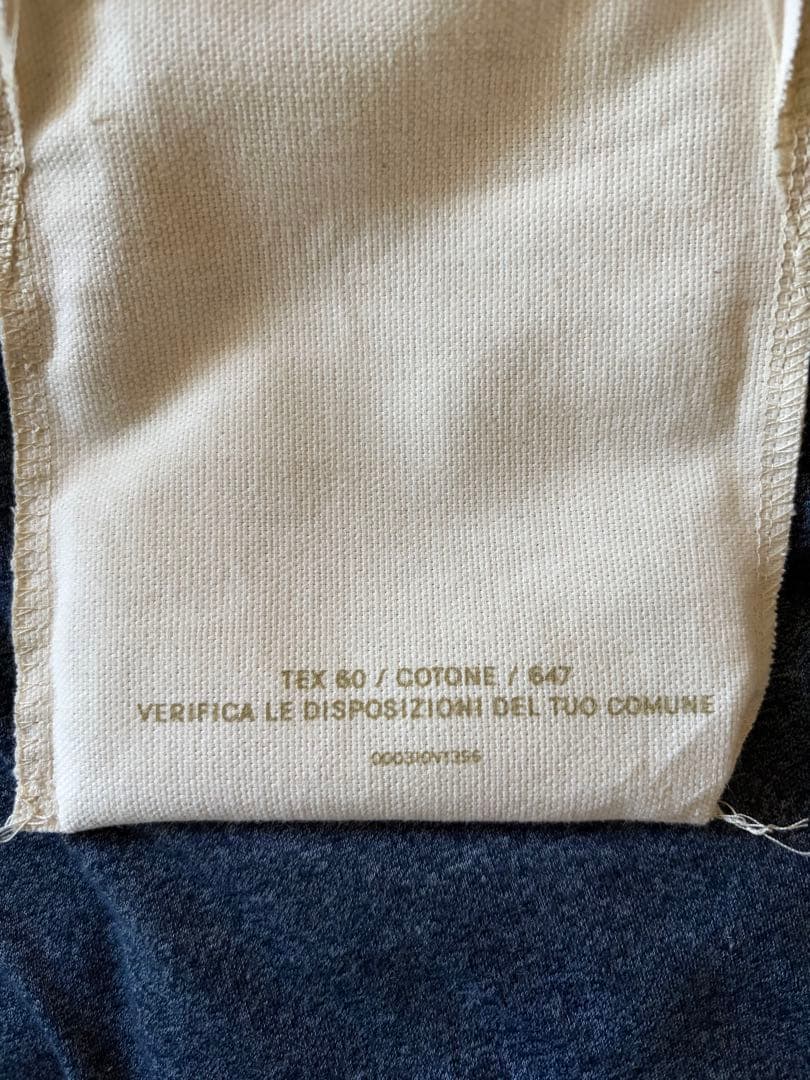 TEX 60 / COTONE / 647
VERIFICA LE DISPOSIZIONI DEL TUO COMUNE